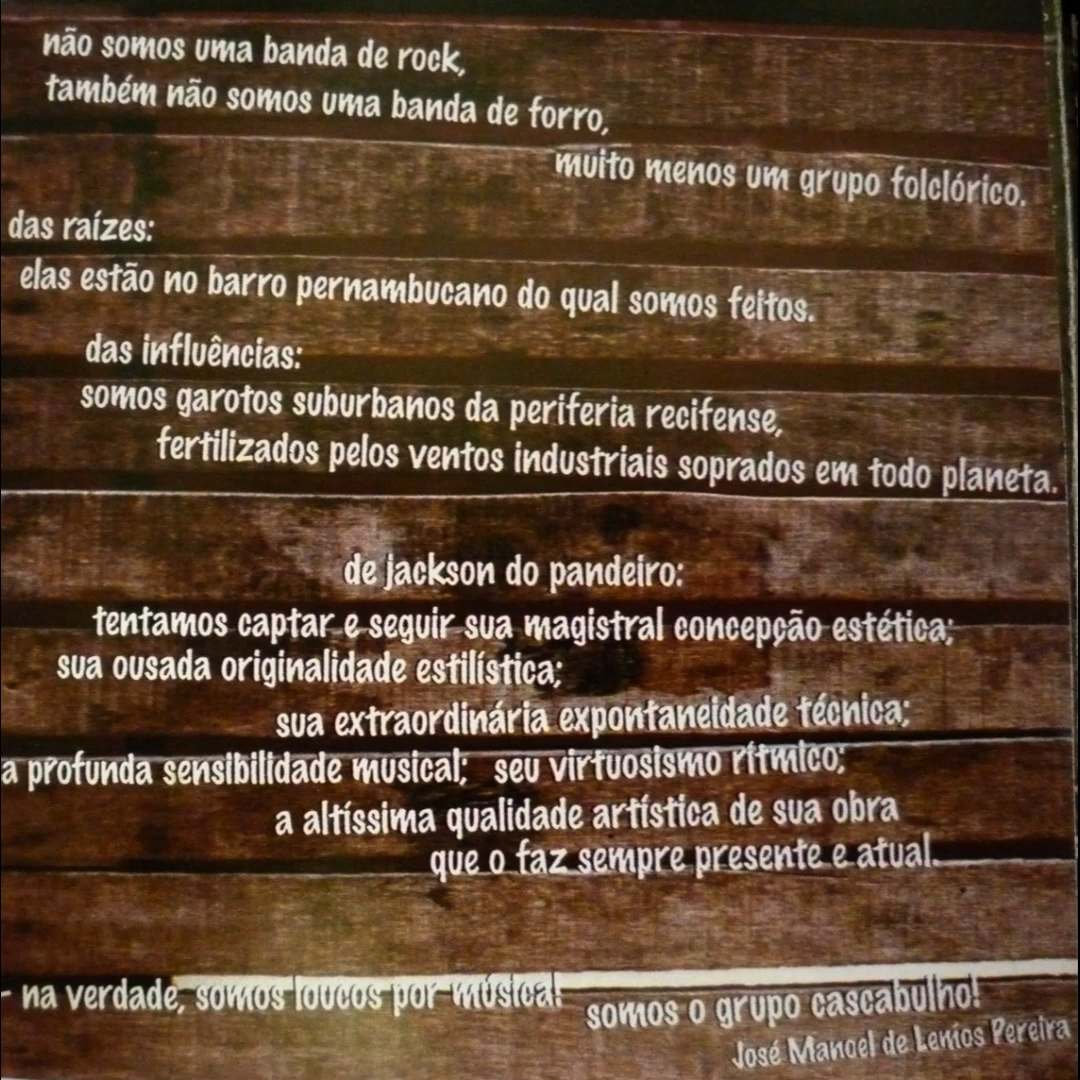 não somos uma banda de rock,
também não somos uma banda de forro,
muito menos um grupo folclórico.
das raízes:
elas estão no barro pernambucano do qual somos feitos.
das influências:
somos garotos suburbanos da periferia recifense,
fertilizados pelos ventos industriais soprados em todo planeta.
de jackson do pandeiro:
tentamos captar e seguir sua magistral concepção estética;
sua ousada originalidade estilística;
sua extraordinária expontaneidade técnica;
a profunda sensibilidade musical; seu virtuosismo rítmico;
a altíssima qualidade artística de sua obra
que o faz sempre presente e atual.
- na verdade, somos loucos por música! somos o grupo cascabulho!
José Manoel de Lemos Pereira